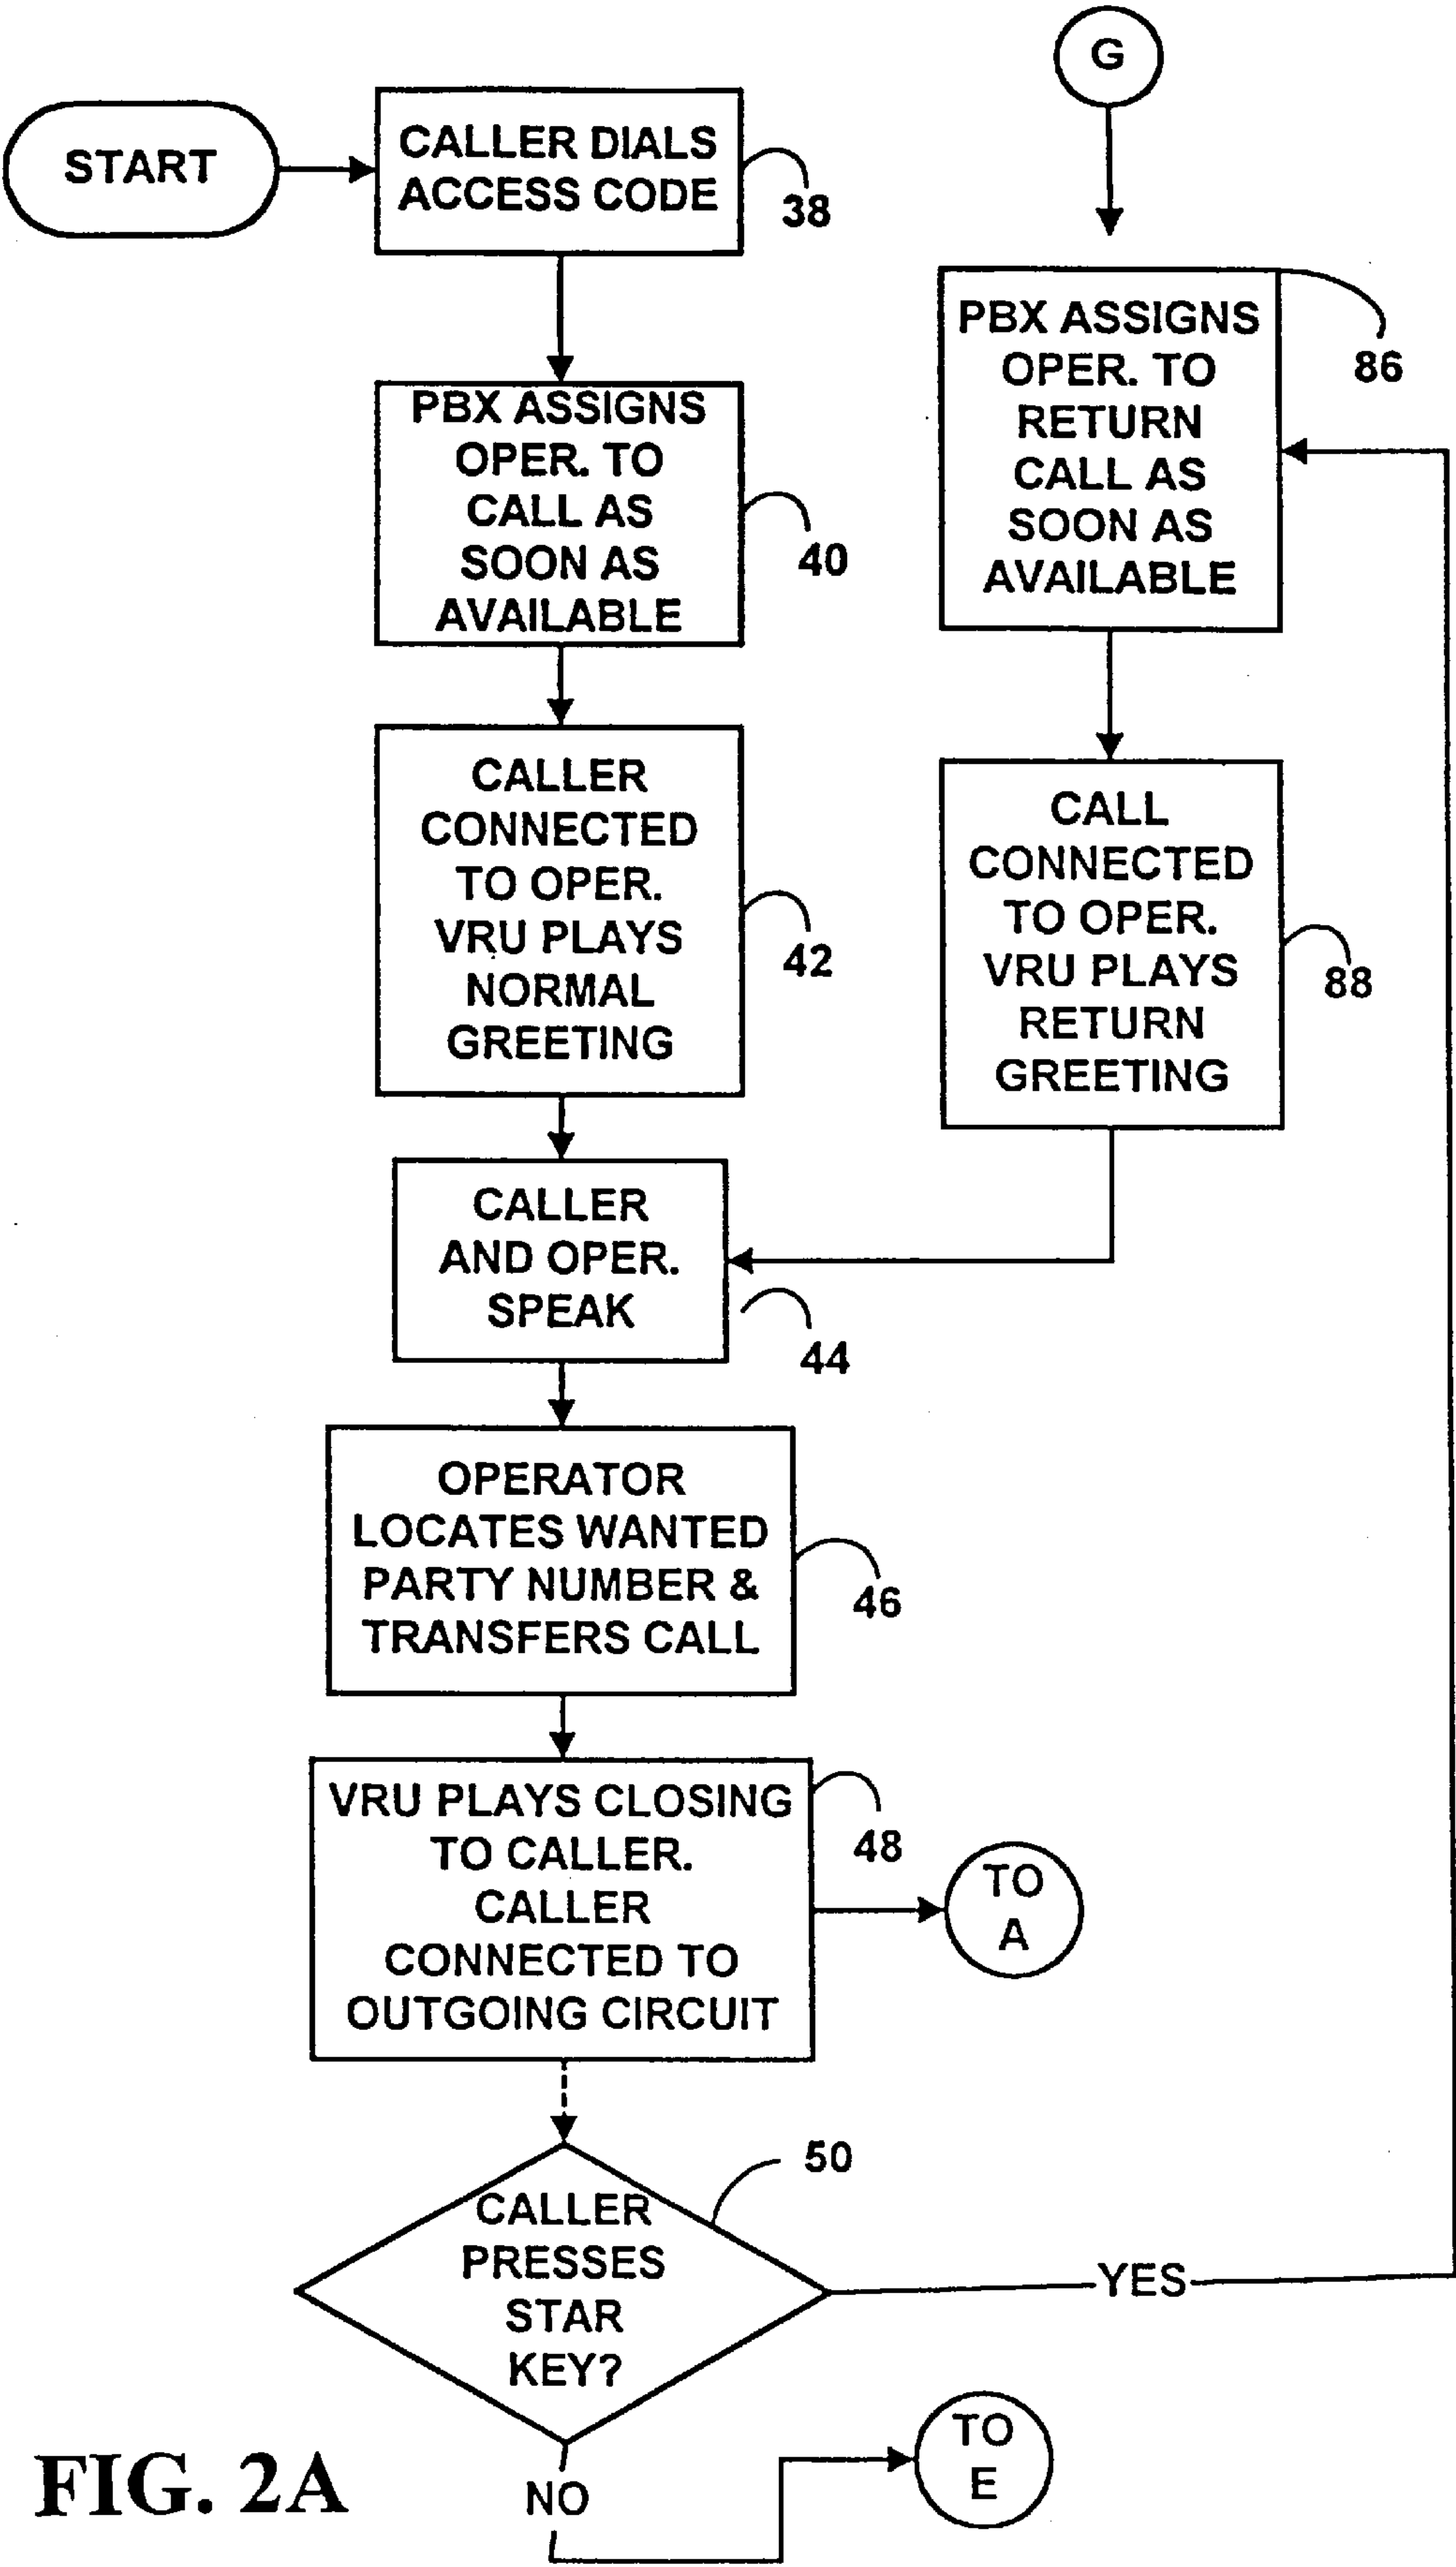 START
CALLER DIALS
ACCESS CODE
38
PBX ASSIGNS
OPER. TO
CALL AS
SOON AS
AVAILABLE
40
CALLER
CONNECTED
TO OPER.
VRU PLAYS
NORMAL
GREETING
42
CALLER
AND OPER.
SPEAK
44
OPERATOR
LOCATES WANTED
PARTY NUMBER &
TRANSFERS CALL
46
VRU PLAYS CLOSING
TO CALLER.
CALLER
CONNECTED TO
OUTGOING CIRCUIT
48
TO
A
CALLER
PRESSES
STAR
KEY?
50
YES
NO
TO
E
G
PBX ASSIGNS
OPER. TO
RETURN
CALL AS
SOON AS
AVAILABLE
86
CALL
CONNECTED
TO OPER.
VRU PLAYS
RETURN
GREETING
88
FIG. 2A